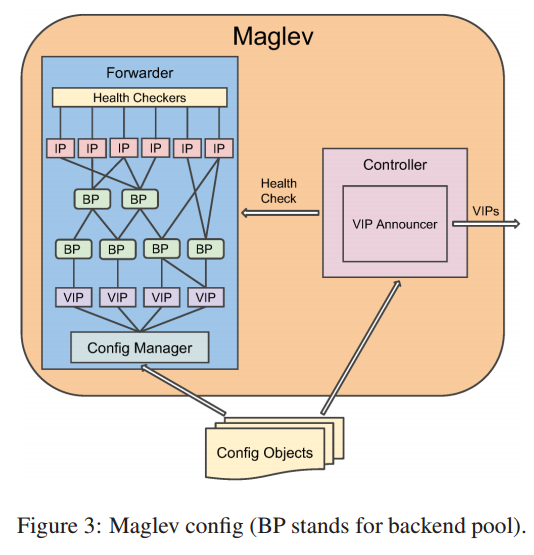 Maglev
Forwarder
Health Checkers
IP IP IP IP IP IP
BP BP
BP BP BP BP
VIP VIP VIP VIP
Config Manager
Health
Check
Controller
VIP Announcer
VIPs
Config Objects
Figure 3: Maglev config (BP stands for backend pool).